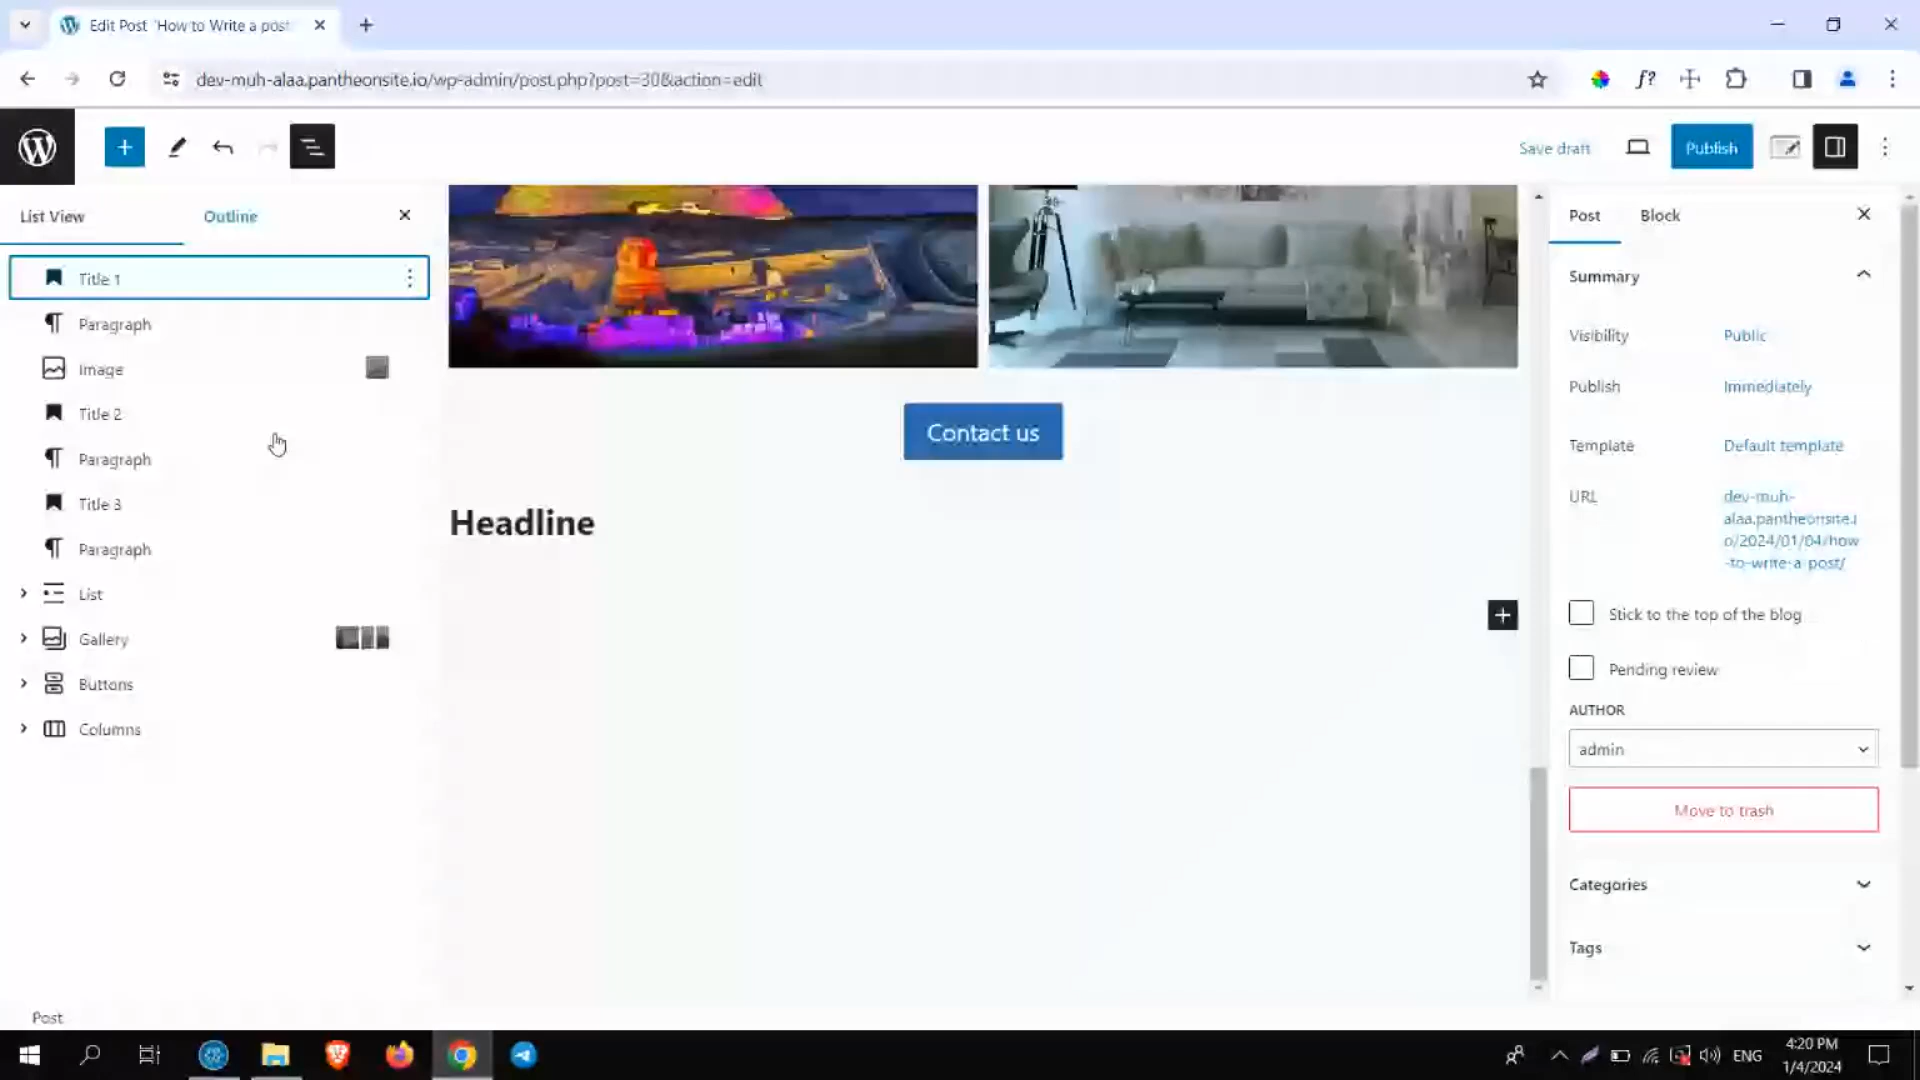 Edit Post "How to Write a post
dev-muh-alaa.pantheonsite.io/wp-admin/post.php?post=30&action=edit
f?
Save draft
Publish
List View
Outline
Title 1
Paragraph
Image
Title 2
Paragraph
Title 3
Paragraph
List
Gallery
Buttons
Columns
Contact us
Headline
Post
Block
Summary
Visibility
Public
Publish
Immediately
Template
Default template
URL
dev-muh-
alaa.pantheonsite.i
o/2024/01/04/how
-to-write-a-post/
Stick to the top of the blog
Pending review
AUTHOR
admin
Move to trash
Categories
Tags
Post
ENG
4:20 PM
1/4/2024